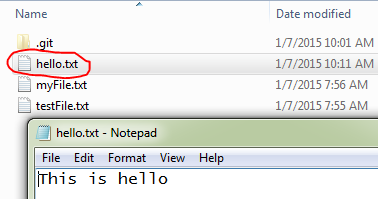 Name Date modified
.git 1/7/2015 10:01 AM
hello.txt 1/7/2015 10:11 AM
myFile.txt 1/7/2015 7:56 AM
testFile.txt 1/7/2015 7:55 AM
hello.txt - Notepad
File Edit Format View Help
This is hello